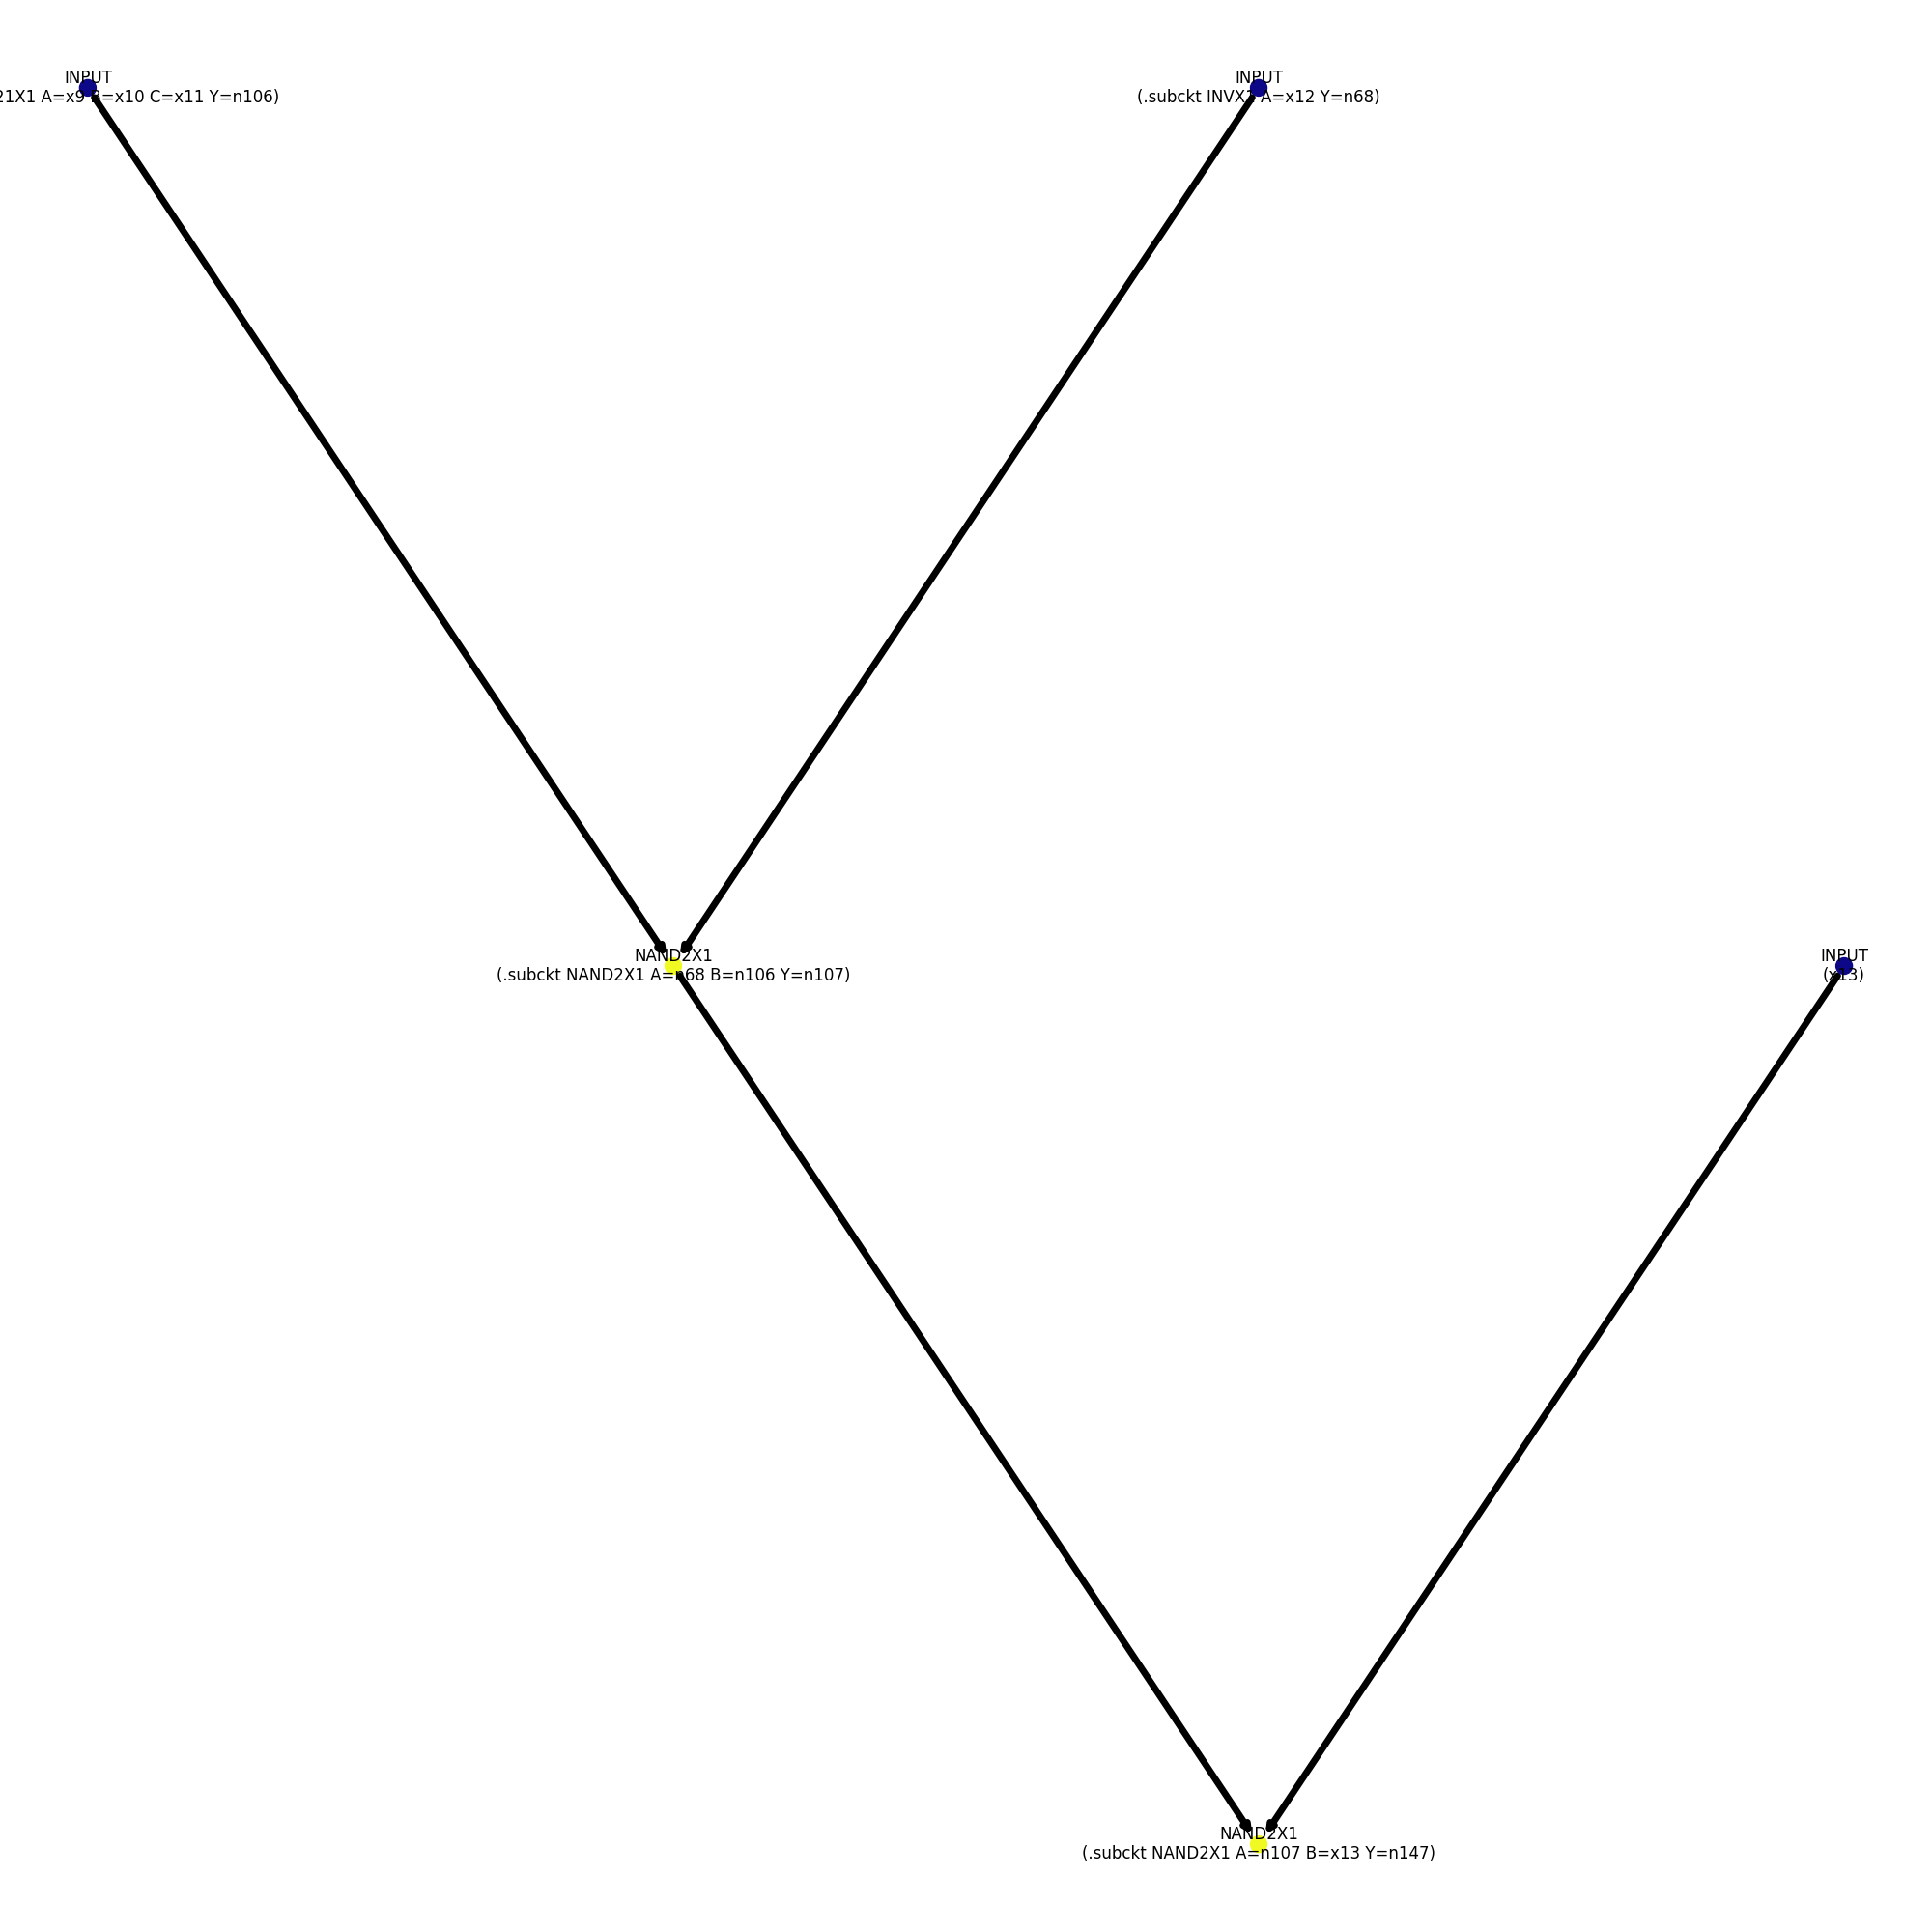 INPUT
21X1 A=x9 B=x10 C=x11 Y=n106)
INPUT
(.subckt INVX1 A=x12 Y=n68)
NAND2X1
(.subckt NAND2X1 A=n68 B=n106 Y=n107)
INPUT
(x13)
NAND2X1
(.subckt NAND2X1 A=n107 B=x13 Y=n147)